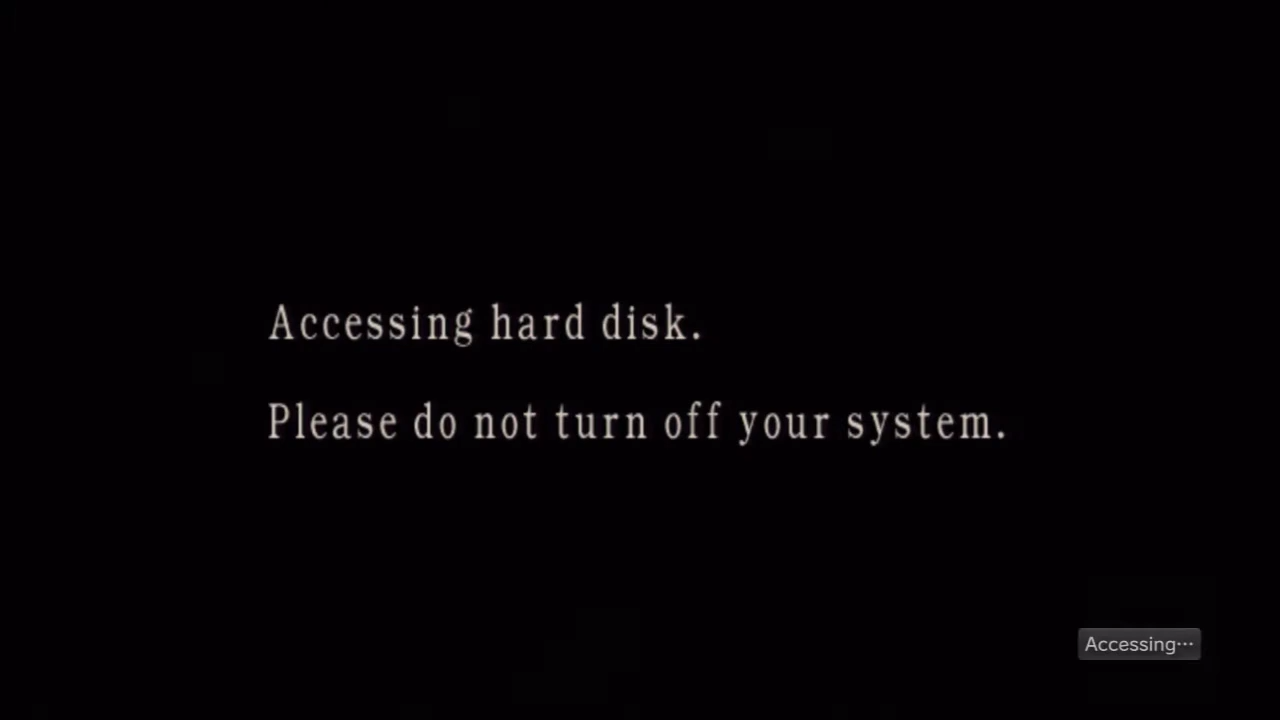 Accessing hard disk.
Please do not turn off your system.
Accessing···